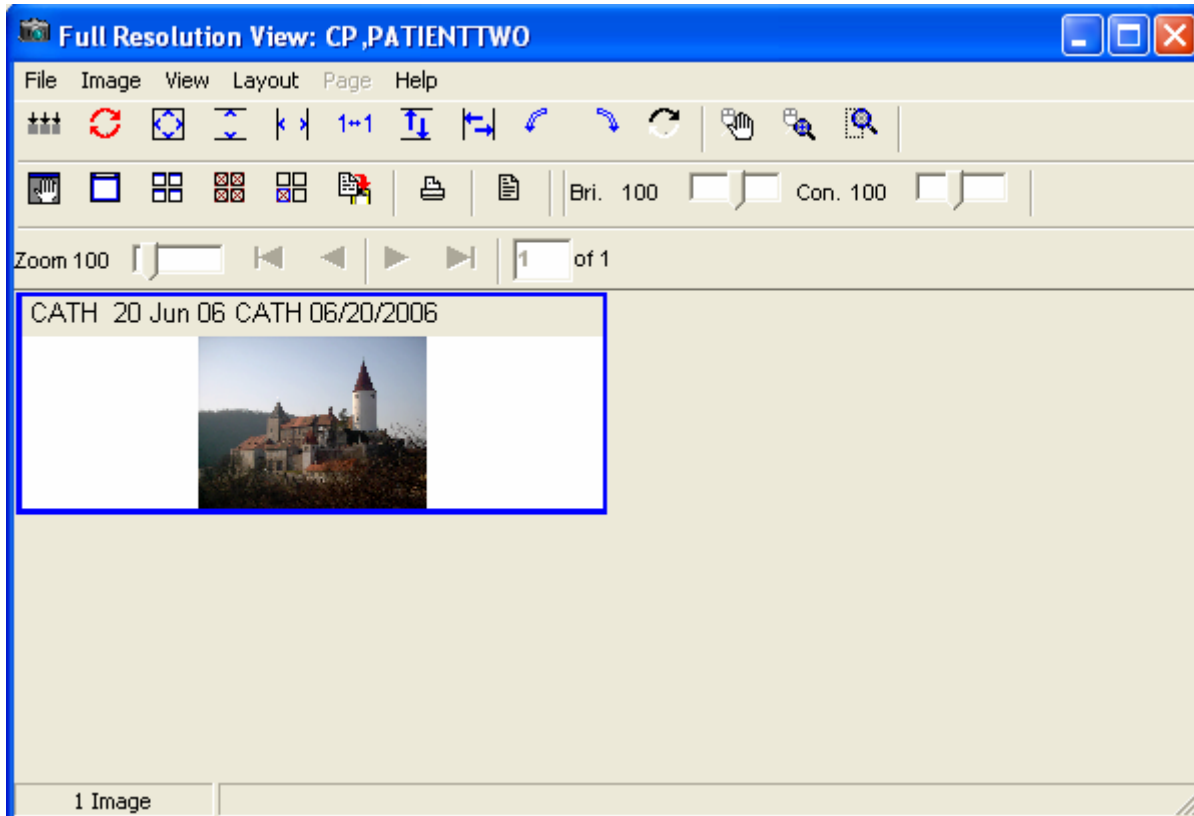 Full Resolution View: CP,PATIENTTWO
File Image View Layout Page Help
1↔1
Bri. 100 Con. 100
Zoom 100 1 of 1
CATH 20 Jun 06 CATH 06/20/2006
1 Image